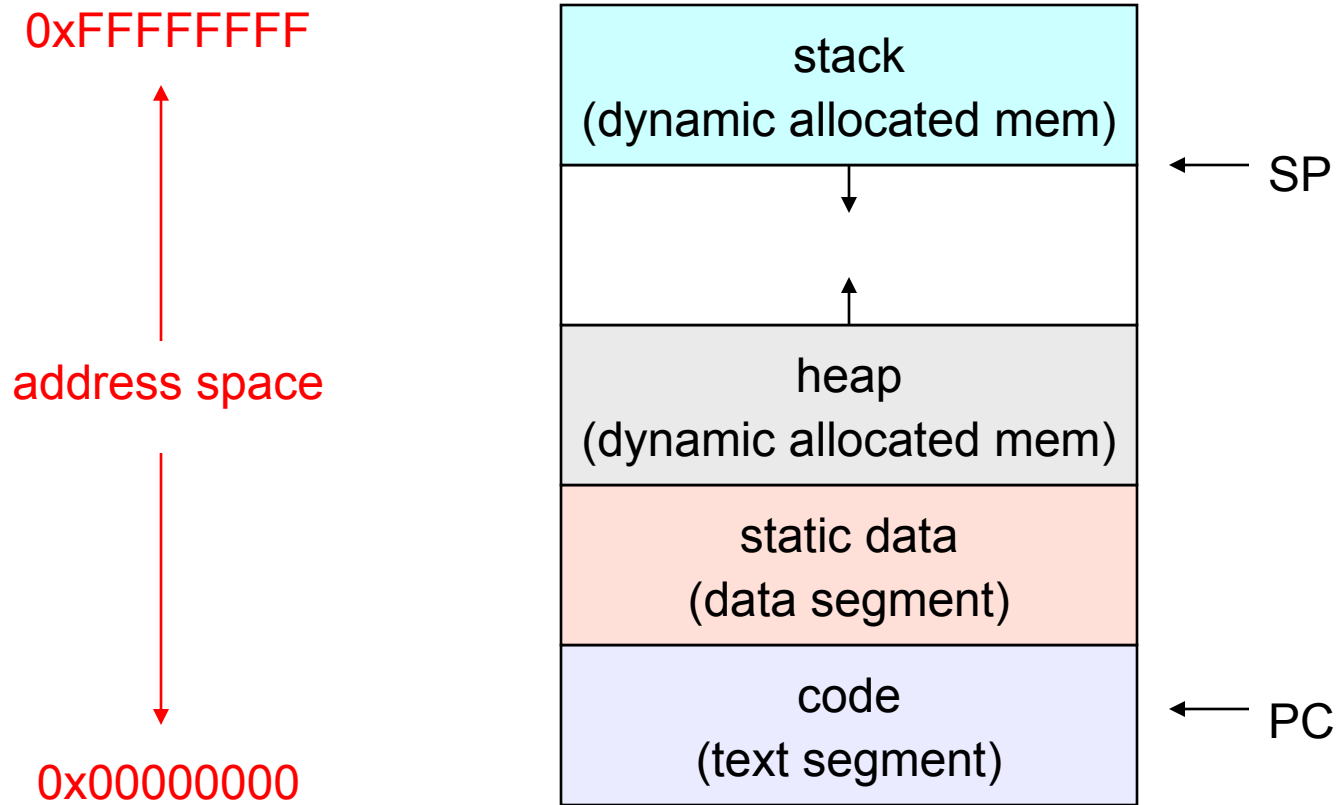 0xFFFFFFFF
stack
(dynamic allocated mem)
SP
address space
heap
(dynamic allocated mem)
static data
(data segment)
code
(text segment)
PC
0x00000000